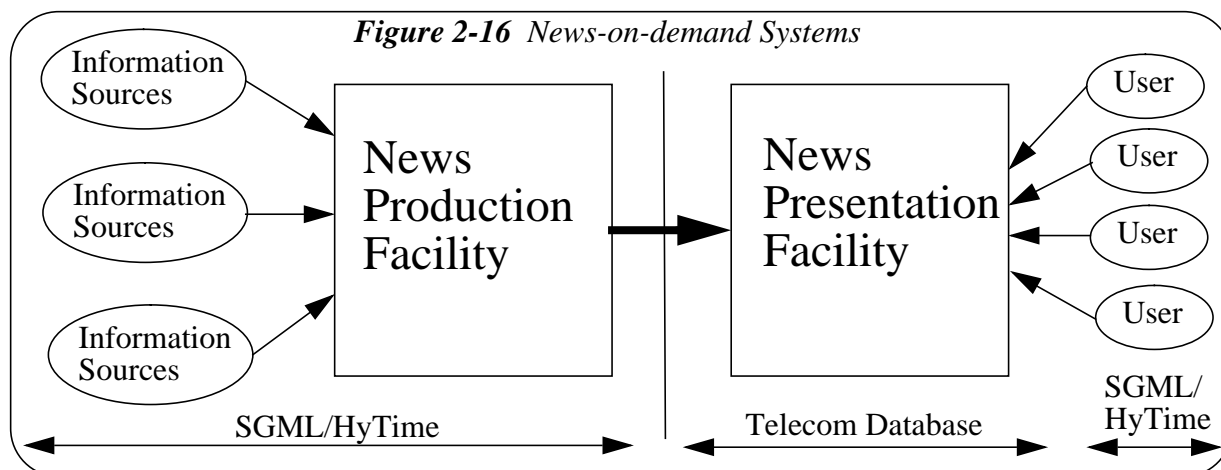 Figure 2-16 News-on-demand Systems
Information
Sources
Information
Sources
Information
Sources
News
Production
Facility
News
Presentation
Facility
User
User
User
User
SGML/HyTime
Telecom Database
SGML/
HyTime